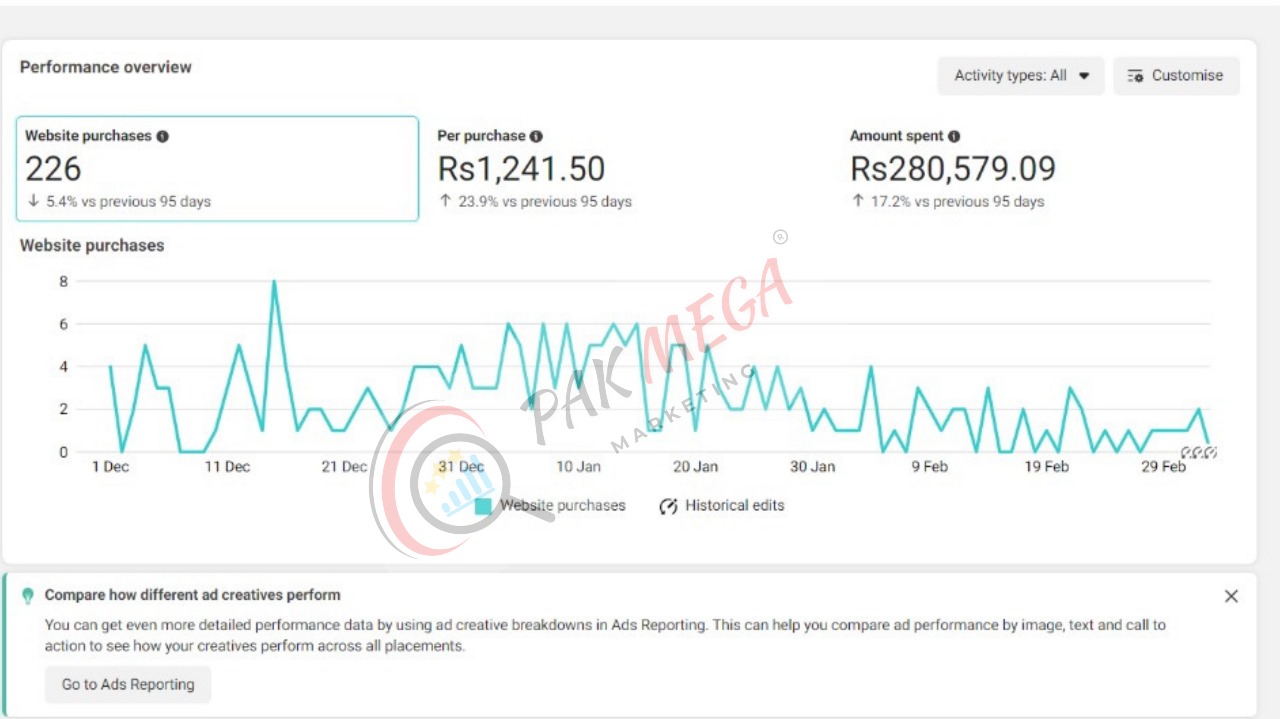 Performance overview
Activity types: All
Customise
Website purchases
226
↓ 5.4% vs previous 95 days
Per purchase
Rs1,241.50
↑ 23.9% vs previous 95 days
Amount spent
Rs280,579.09
↑ 17.2% vs previous 95 days
Website purchases
8
6
4
2
0
1 Dec 11 Dec 21 Dec 31 Dec 10 Jan 20 Jan 30 Jan 9 Feb 19 Feb 29 Feb
Website purchases Historical edits
PAKMEGA
MARKETING
Compare how different ad creatives perform
You can get even more detailed performance data by using ad creative breakdowns in Ads Reporting. This can help you compare ad performance by image, text and call to
action to see how your creatives perform across all placements.
Go to Ads Reporting